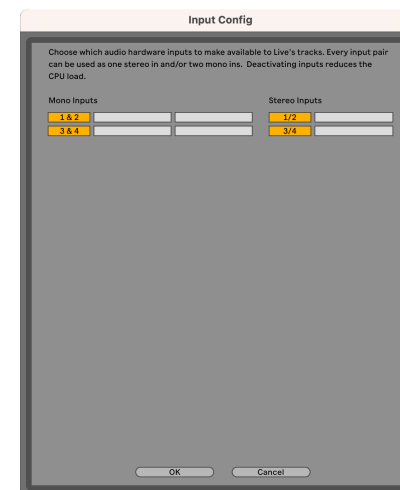 Input Config
Choose which audio hardware inputs to make available to Live's tracks. Every input pair
can be used as one stereo in and/or two mono ins.  Deactivating inputs reduces the
CPU load.
Mono Inputs
Stereo Inputs
1 & 2
1/2
3 & 4
3/4
OK
Cancel